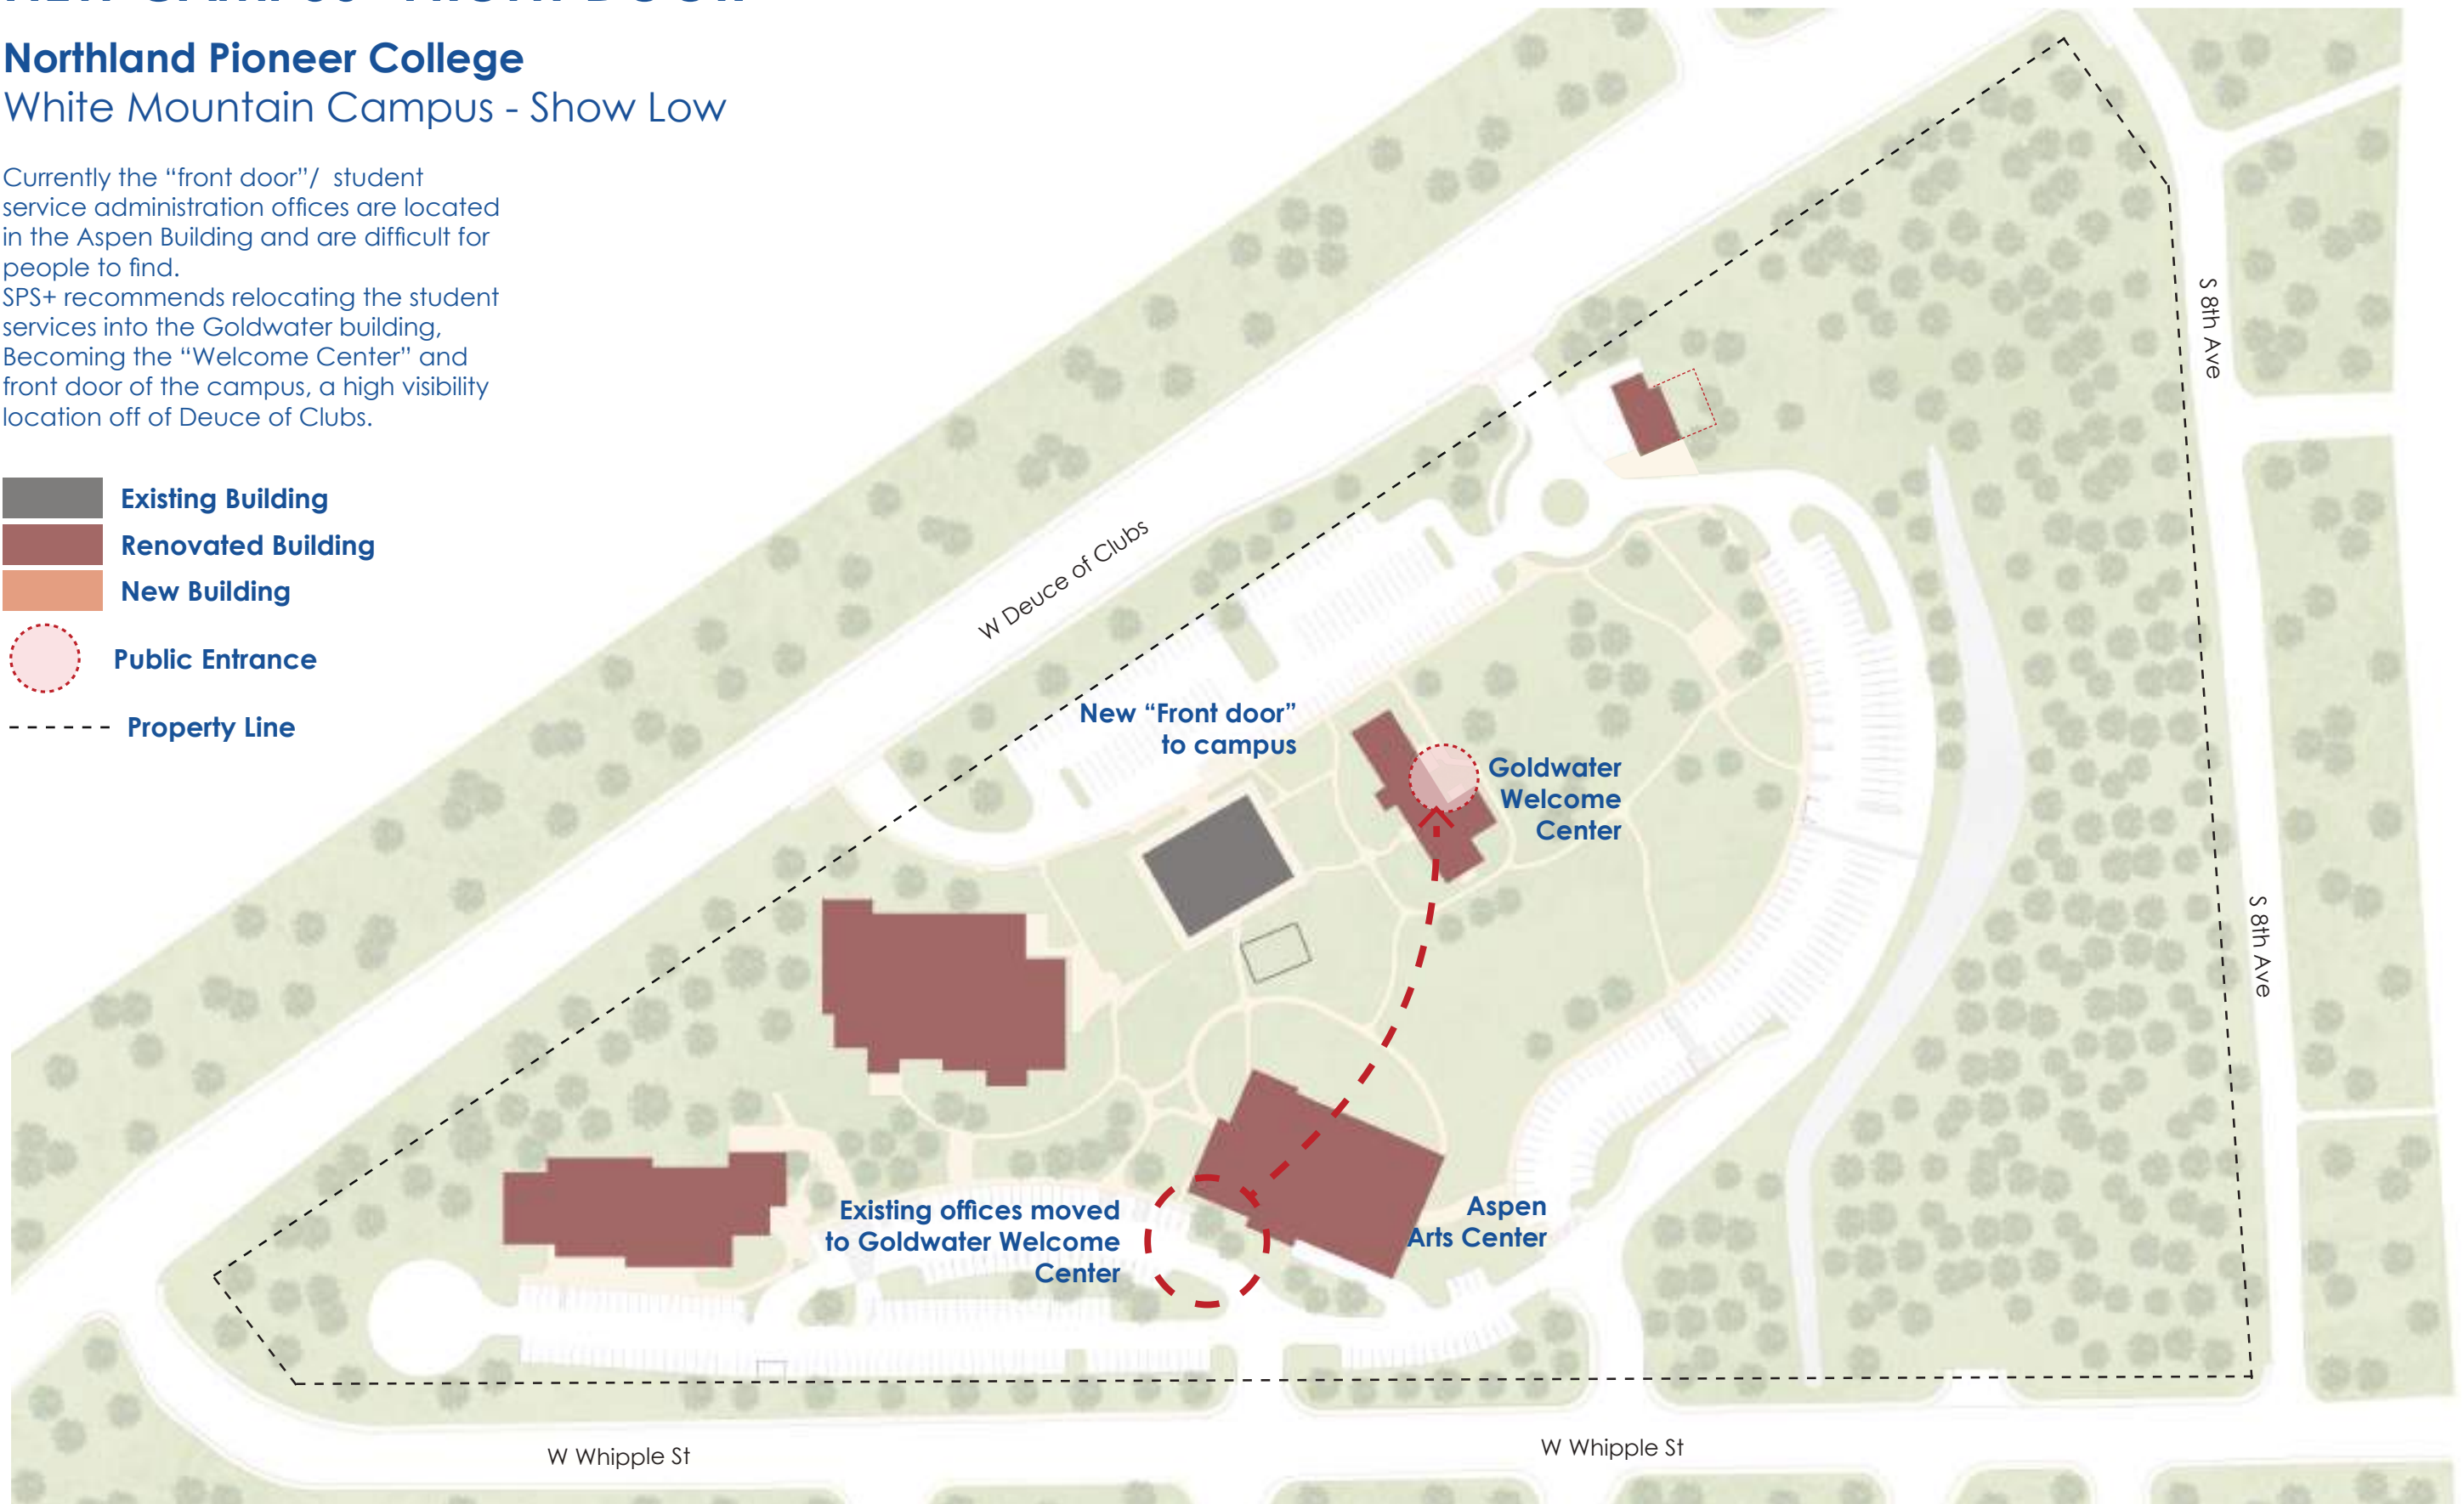 Northland Pioneer College
White Mountain Campus - Show Low
Currently the “front door”/  student
service administration offices are located
in the Aspen Building and are difficult for
people to find.
SPS+ recommends relocating the student
services into the Goldwater building,
Becoming the “Welcome Center” and
front door of the campus, a high visibility
location off of Deuce of Clubs.
Existing Building
Renovated Building
New Building
Public Entrance
Property Line
W Deuce of Clubs
S 8th Ave
New “Front door”
to campus
Goldwater
Welcome
Center
S 8th Ave
Existing offices moved
to Goldwater Welcome
Center
Aspen
Arts Center
W Whipple St
W Whipple St